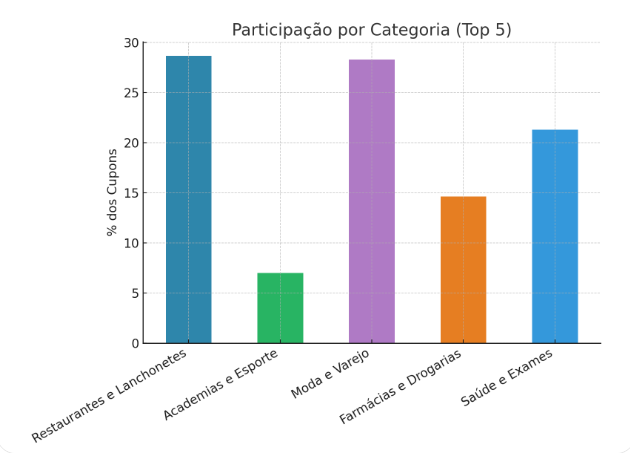 Participação por Categoria (Top 5)
30
25
20
15
10
5
0
% dos Cupons
Restaurantes e Lanchonetes
Academias e Esporte
Moda e Varejo
Farmácias e Drogarias
Saúde e Exames